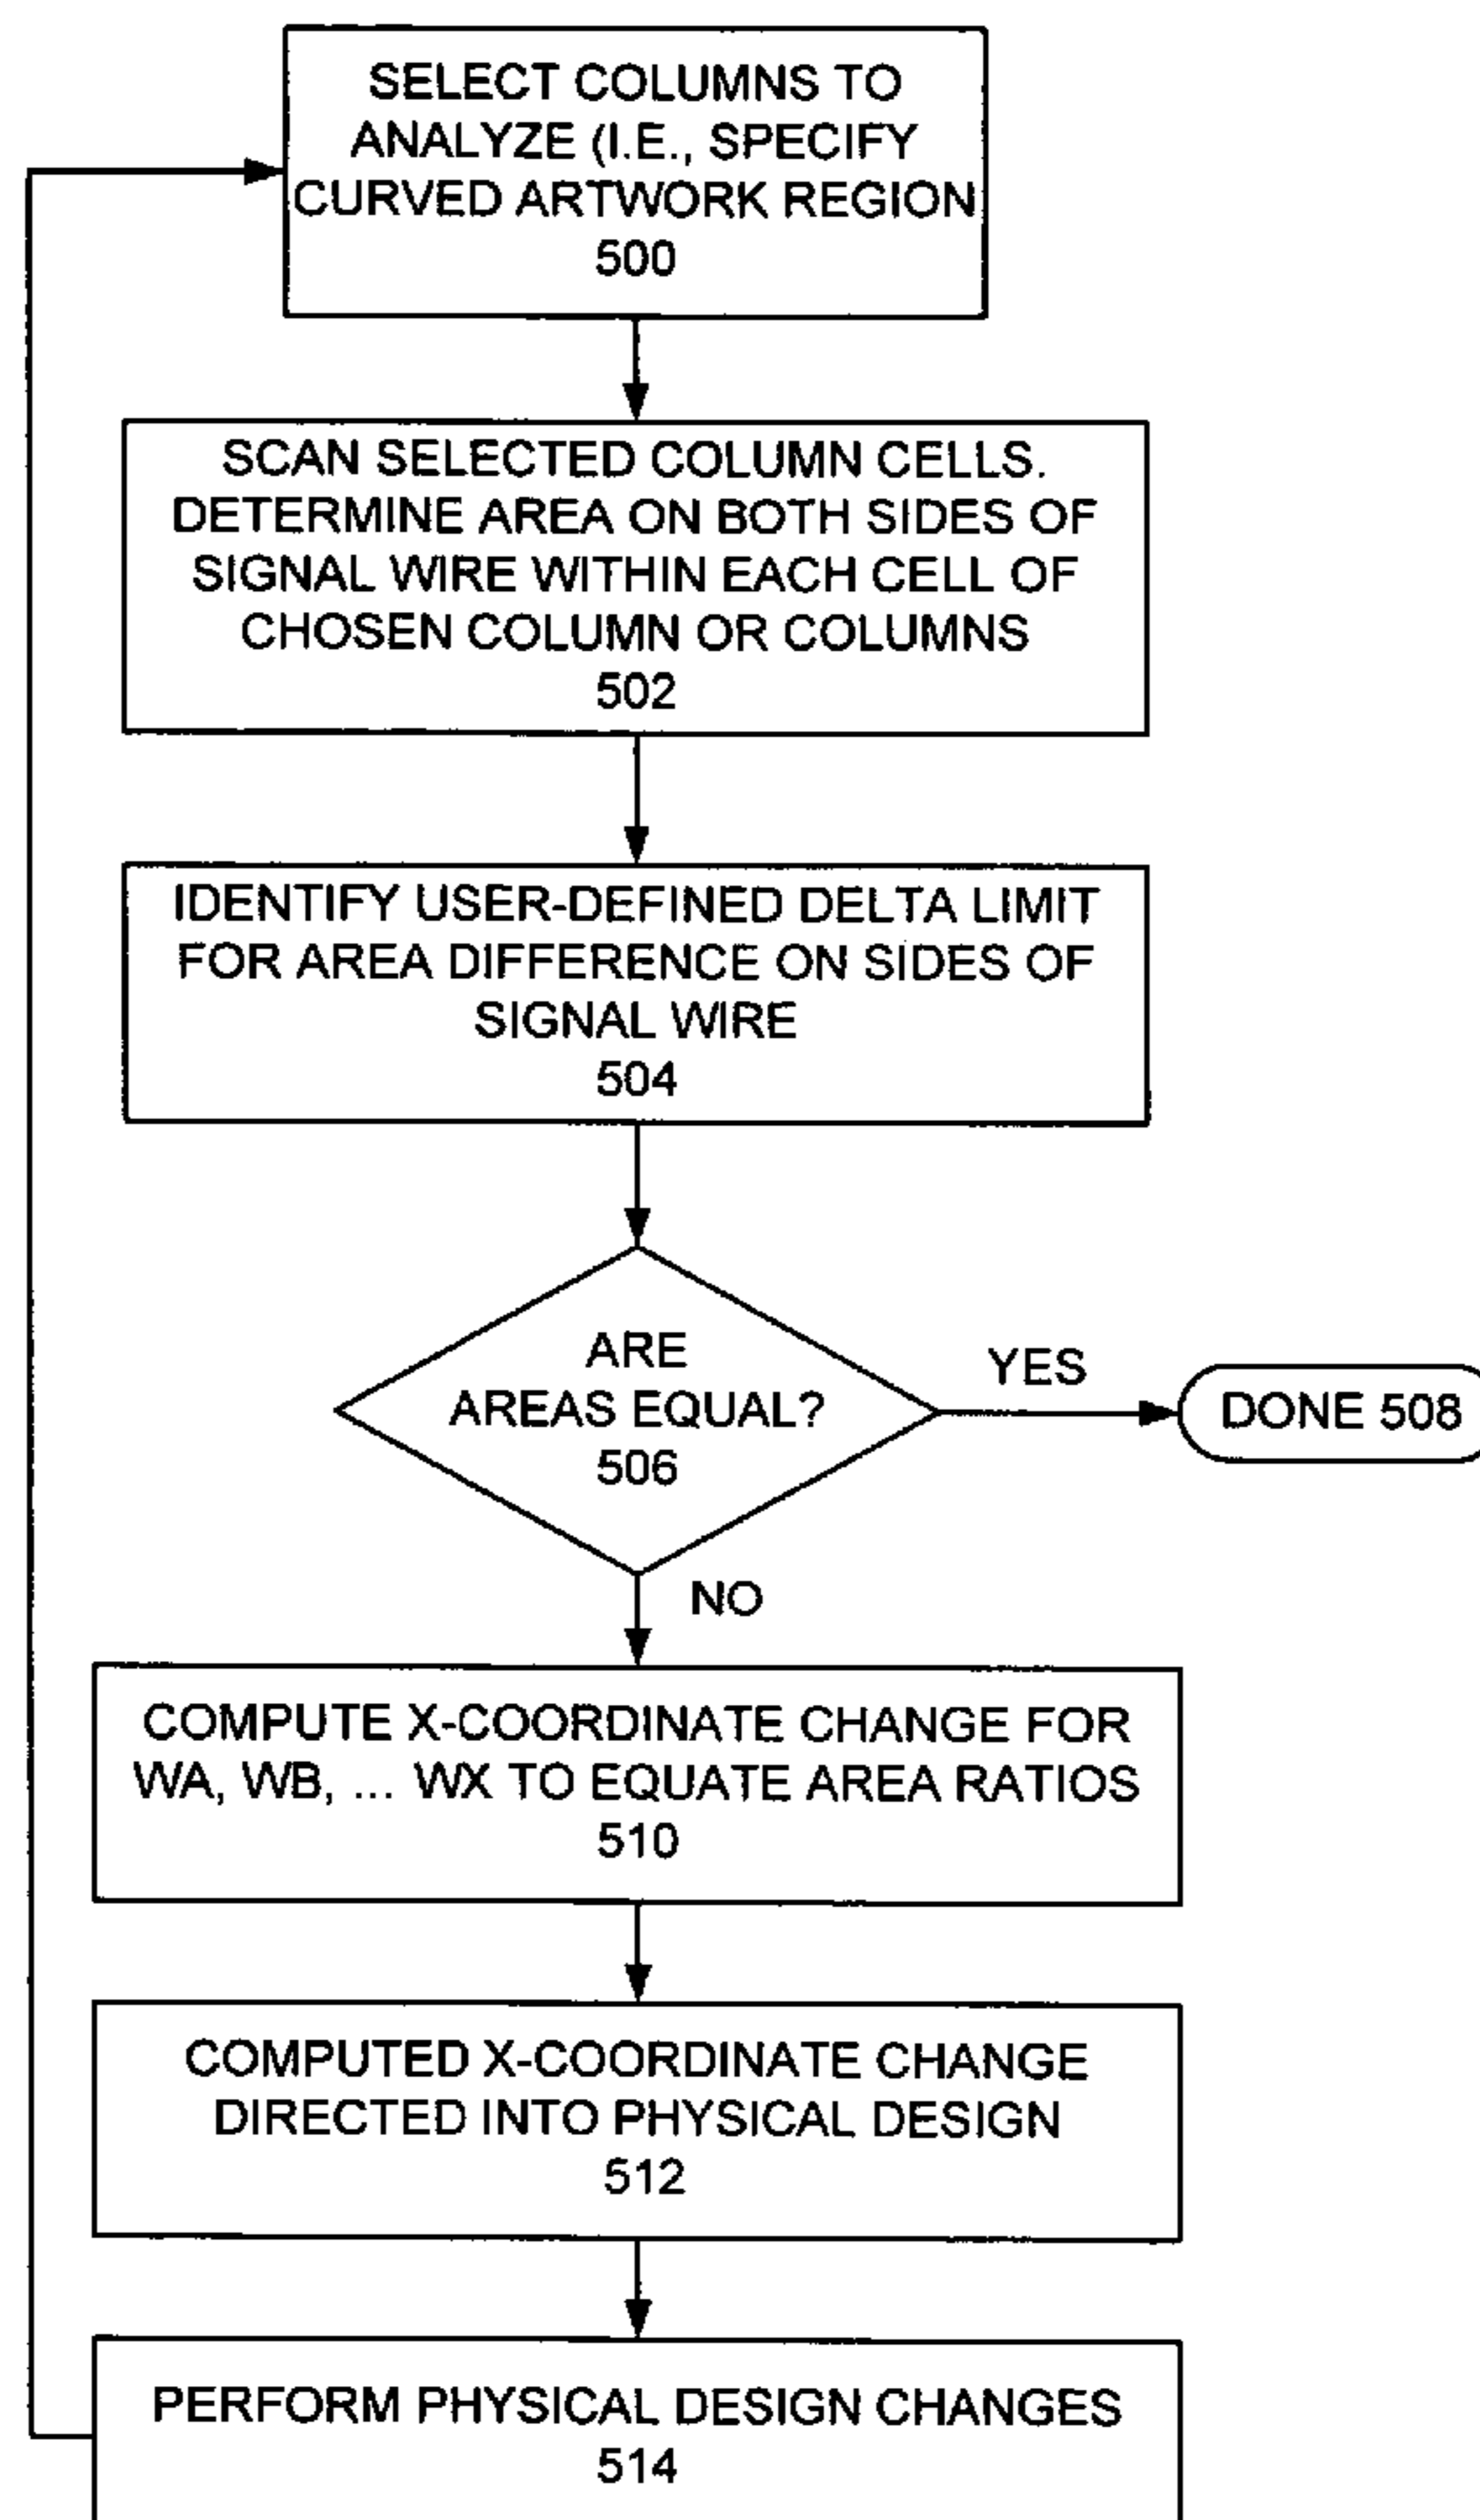 SELECT COLUMNS TO
ANALYZE (I.E., SPECIFY
CURVED ARTWORK REGION
500
SCAN SELECTED COLUMN CELLS.
DETERMINE AREA ON BOTH SIDES OF
SIGNAL WIRE WITHIN EACH CELL OF
CHOSEN COLUMN OR COLUMNS
502
IDENTIFY USER-DEFINED DELTA LIMIT
FOR AREA DIFFERENCE ON SIDES OF
SIGNAL WIRE
504
ARE
AREAS EQUAL?
506
YES
DONE 508
NO
COMPUTE X-COORDINATE CHANGE FOR
WA, WB, ... WX TO EQUATE AREA RATIOS
510
COMPUTED X-COORDINATE CHANGE
DIRECTED INTO PHYSICAL DESIGN
512
PERFORM PHYSICAL DESIGN CHANGES
514